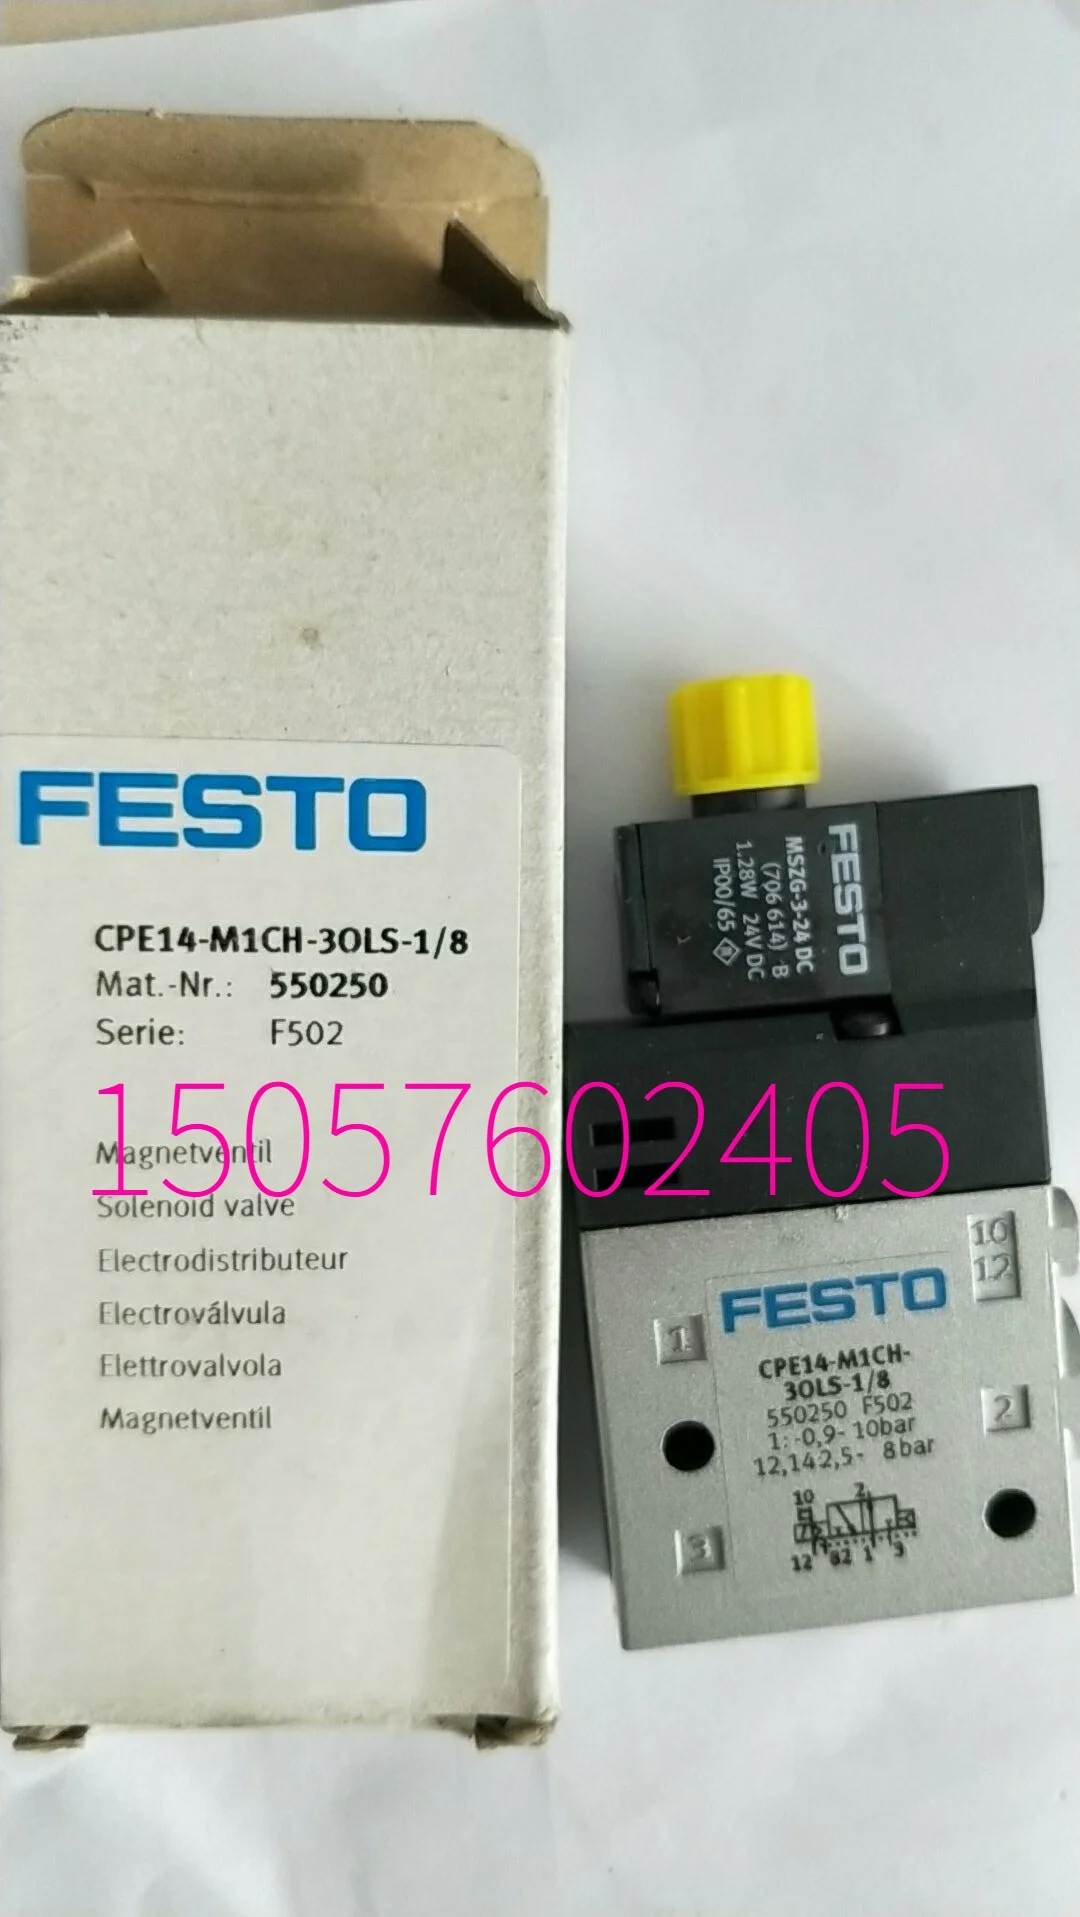 FESTO
CPE14-M1CH-3OLS-1/8
Mat.-Nr.: 550250
Serie: F502
15057602405
Magnetventil
Solenoid valve
Electrodistributeur
Electroválvula
Elettrovalvola
Magnetventil
FESTO
MSZG-3-24 DC
(706 614) B
1.28W 24V DC
IP00/65
10
12
1
FESTO
CPE14-M1CH-
3OLS-1/8
550250 F502
1: -0,9- 10bar
12,14 2,5- 8bar
2
3
10 2
12 82 1 3